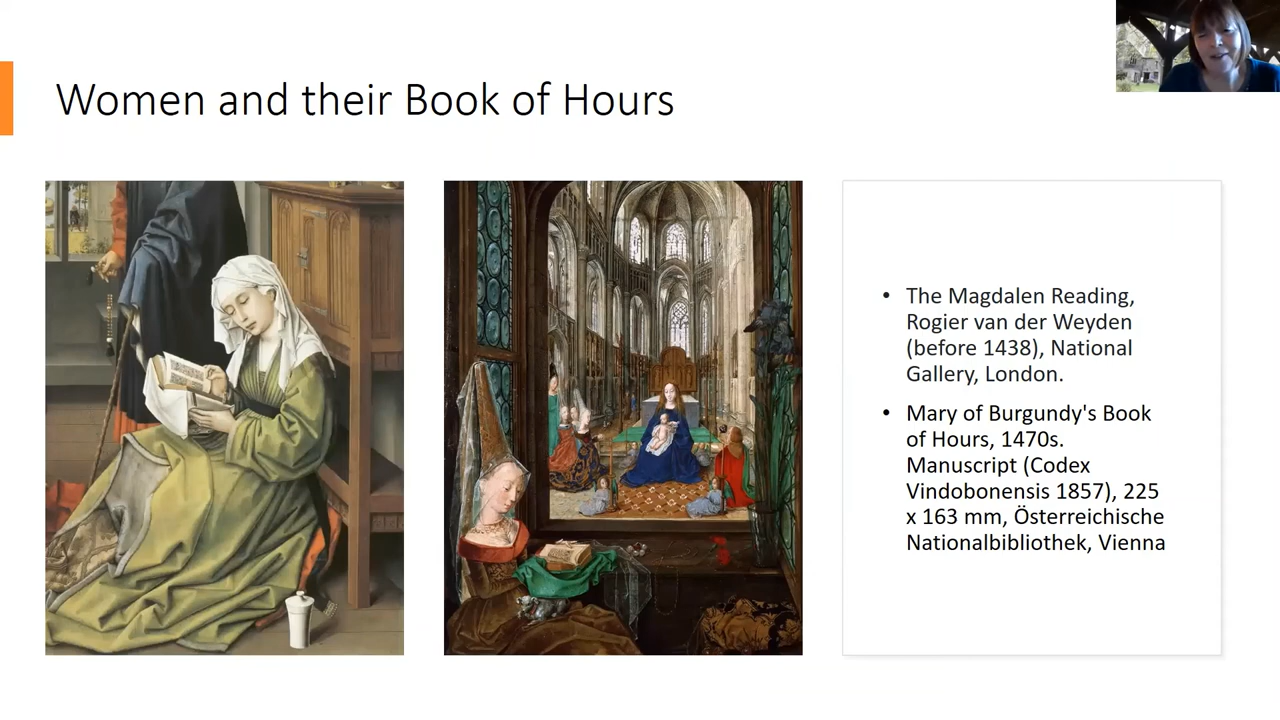 Women and their Book of Hours
• The Magdalen Reading,
Rogier van der Weyden
(before 1438), National
Gallery, London.
• Mary of Burgundy's Book
of Hours, 1470s.
Manuscript (Codex
Vindobonensis 1857), 225
x 163 mm, Österreichische
Nationalbibliothek, Vienna